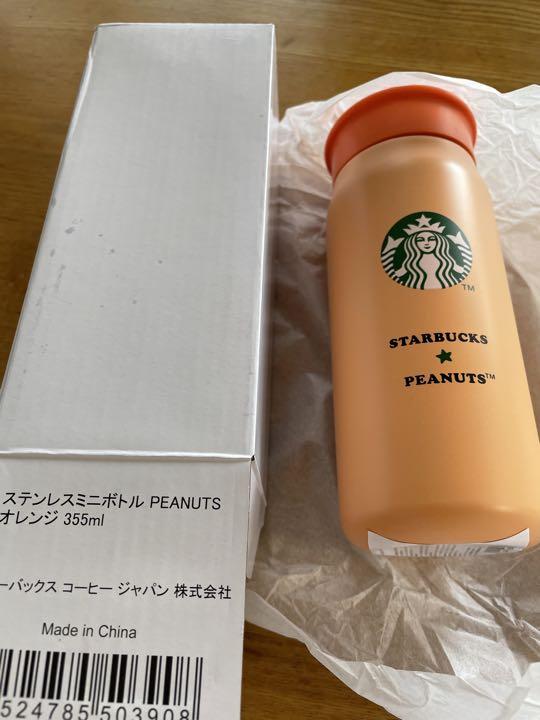 ステンレスミニボトル PEANUTS
オレンジ 355ml
ーバックス コーヒー ジャパン 株式会社
Made in China
524785 503908
TM
STARBUCKS
PEANUTS™